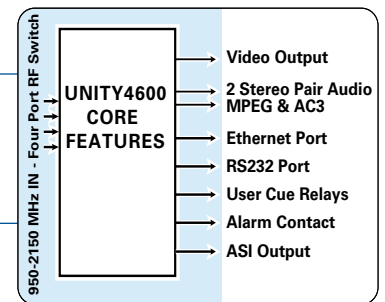 950-2150 MHz IN - Four Port RF Switch
UNITY4600
CORE
FEATURES
Video Output
2 Stereo Pair Audio
MPEG & AC3
Ethernet Port
RS232 Port
User Cue Relays
Alarm Contact
ASI Output